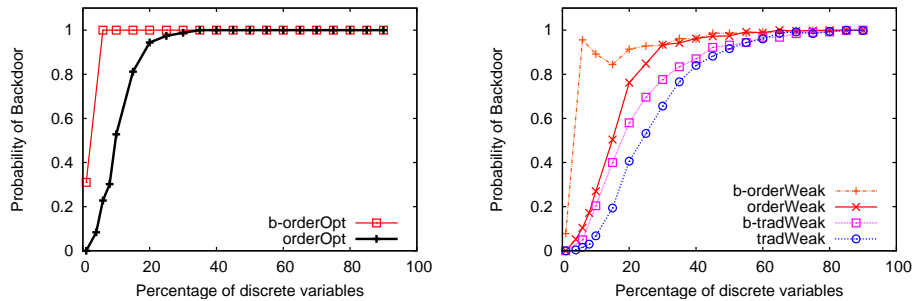 Probability of Backdoor
1
0.8
0.6
0.4
0.2
0
0 20 40 60 80 100
Percentage of discrete variables
b-orderOpt
orderOpt
Probability of Backdoor
1
0.8
0.6
0.4
0.2
0
0 20 40 60 80 100
Percentage of discrete variables
b-orderWeak
orderWeak
b-tradWeak
tradWeak